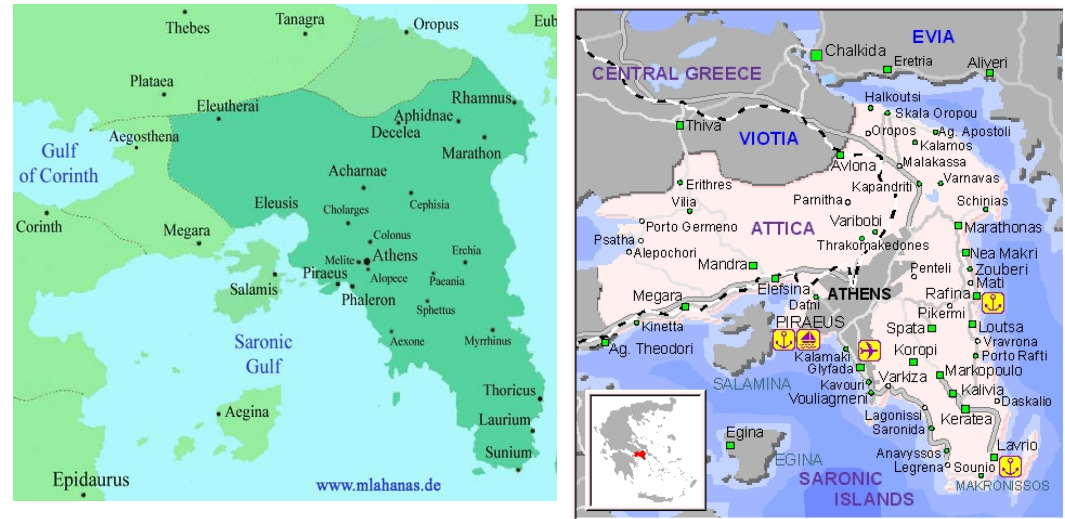 Thebes
Tanagra
Oropus
Eub
Plataea
Eleutherai
Rhamnus
Aphidnae
Decelea
Aegosthena
Marathon
Gulf
of Corinth
Acharnae
Eleusis
Cholarges
Cephisia
Corinth
Megara
Colonus
Melite
Athens
Erchia
Piraeus
Alopece
Paeania
Salamis
Phaleron
Sphettus
Saronic
Gulf
Aexone
Myrrhinus
Thoricus
Aegina
Laurium
Sunium
Epidaurus
www.mlahanas.de
EVIA
Chalkida
Eretria
Aliveri
CENTRAL GREECE
Halkoutsi
Skala Oropou
Thiva
VIOTIA
Oropos
Ag. Apostoli
Kalamos
Avlona
Malakassa
Erithres
Kapandriti
Varnavas
Vilia
Parnitha
Schinias
Porto Germeno
ATTICA
Varibobi
Marathonas
Psatha
Thrakomakedones
Alepochori
Nea Makri
Mandra
Penteli
Zouberi
Elefsina
Mati
Megara
Dafni
ATHENS
Rafina
Pikermi
Kinetta
PIRAEUS
Spata
Loutsa
Ag. Theodori
Vravrona
Kalamaki
Koropi
Porto Rafti
Glyfada
Markopoulo
SALAMINA
Kavouri
Varkiza
Vouliagmeni
Kalivia
Daskalio
Lagonissi
Keratea
Saronida
Egina
Lavrio
Anavyssos
EGINA
Legrena
Sounio
SARONIC
ISLANDS
MAKRONISSOS